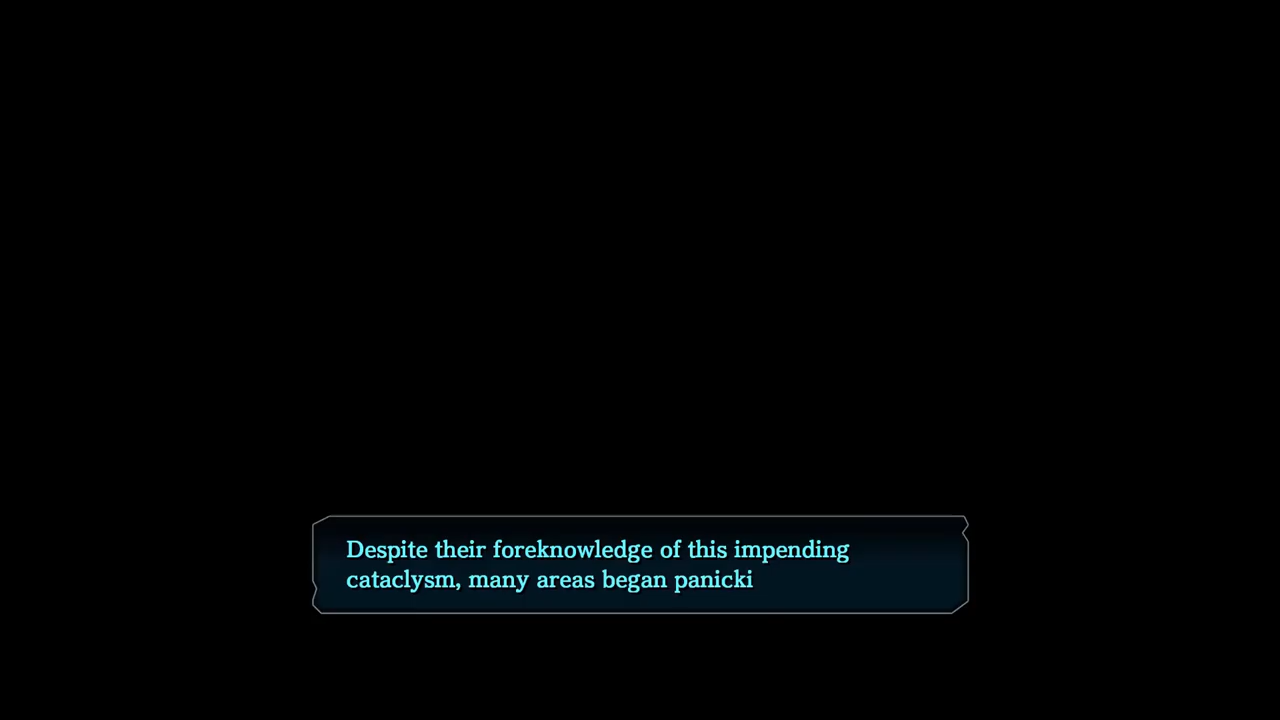 Despite their foreknowledge of this impending
cataclysm, many areas began panicki